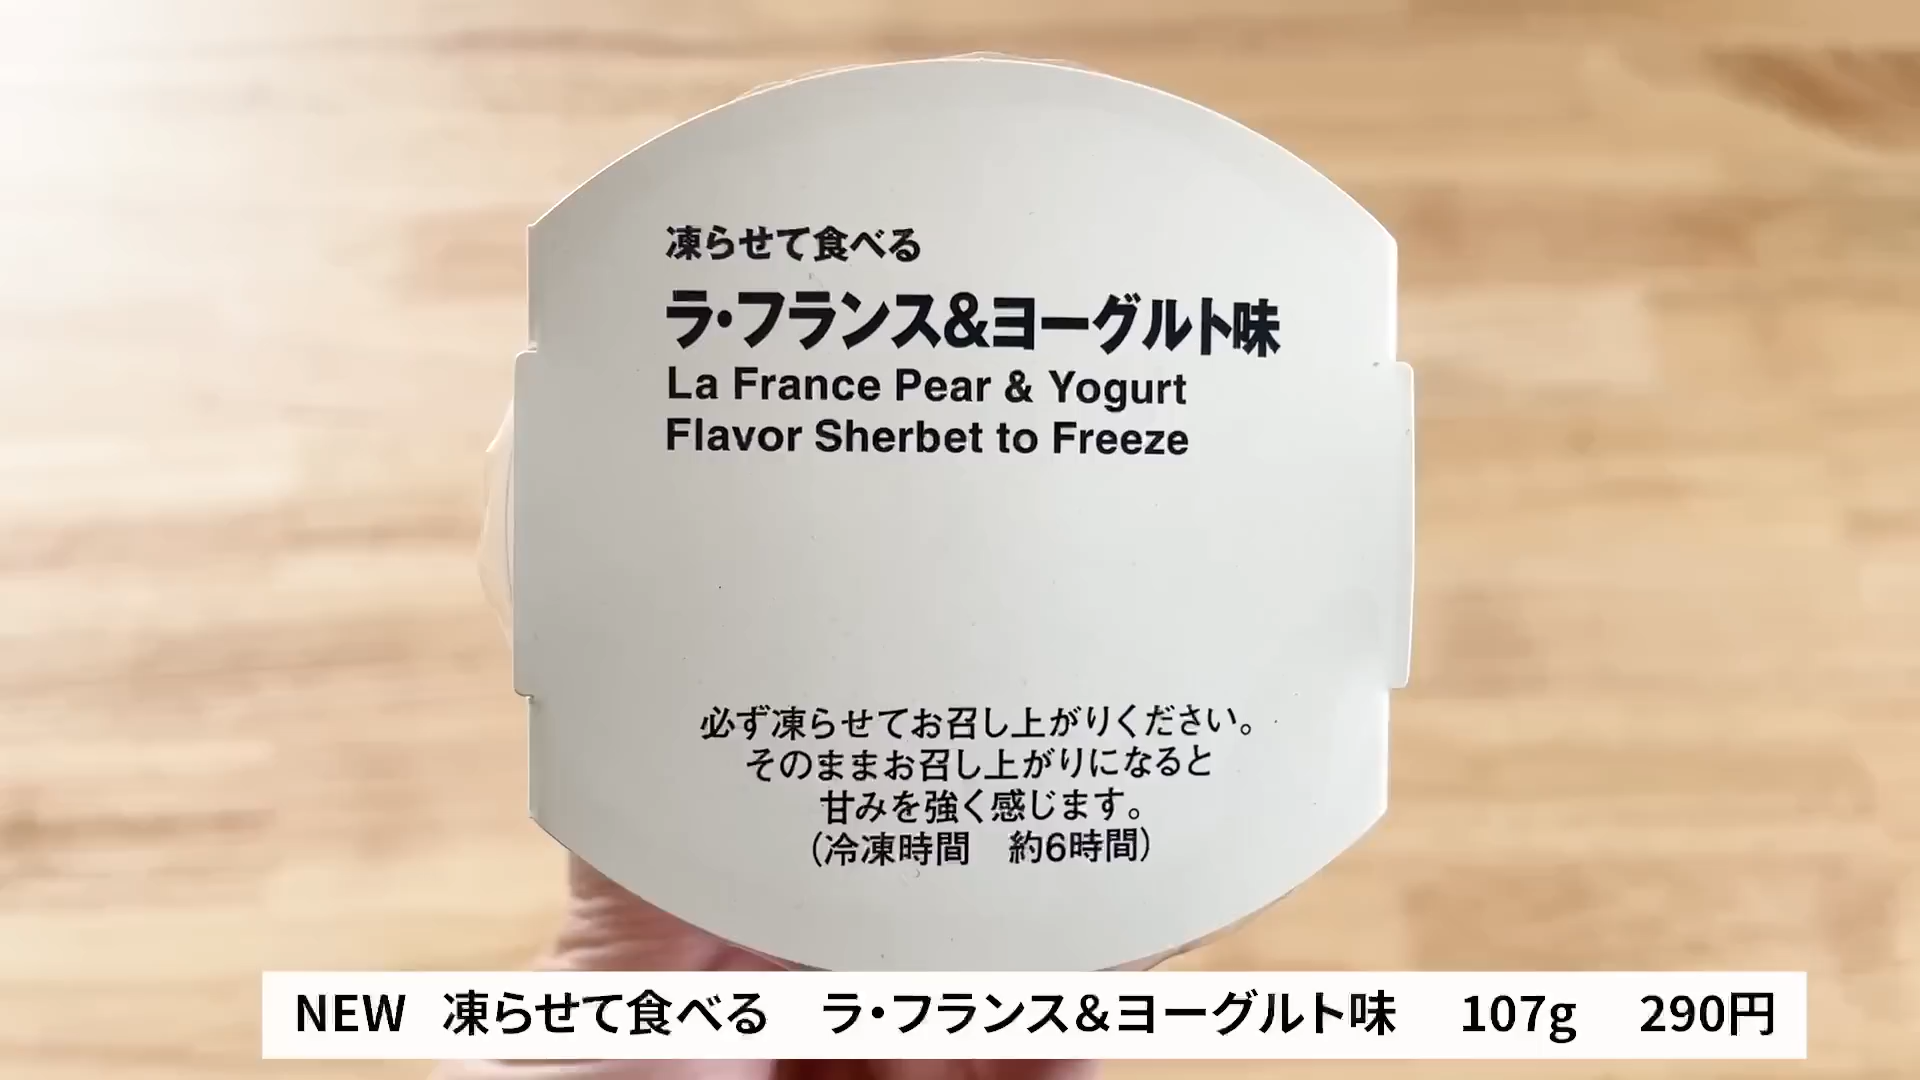 凍らせて食べる
ラ・フランス&ヨーグルト味
La France Pear & Yogurt
Flavor Sherbet to Freeze
必ず凍らせてお召し上がりください。
そのままお召し上がりになると
甘みを強く感じます。
(冷凍時間　約6時間)
NEW 凍らせて食べる　ラ・フランス&ヨーグルト味　107g　290円